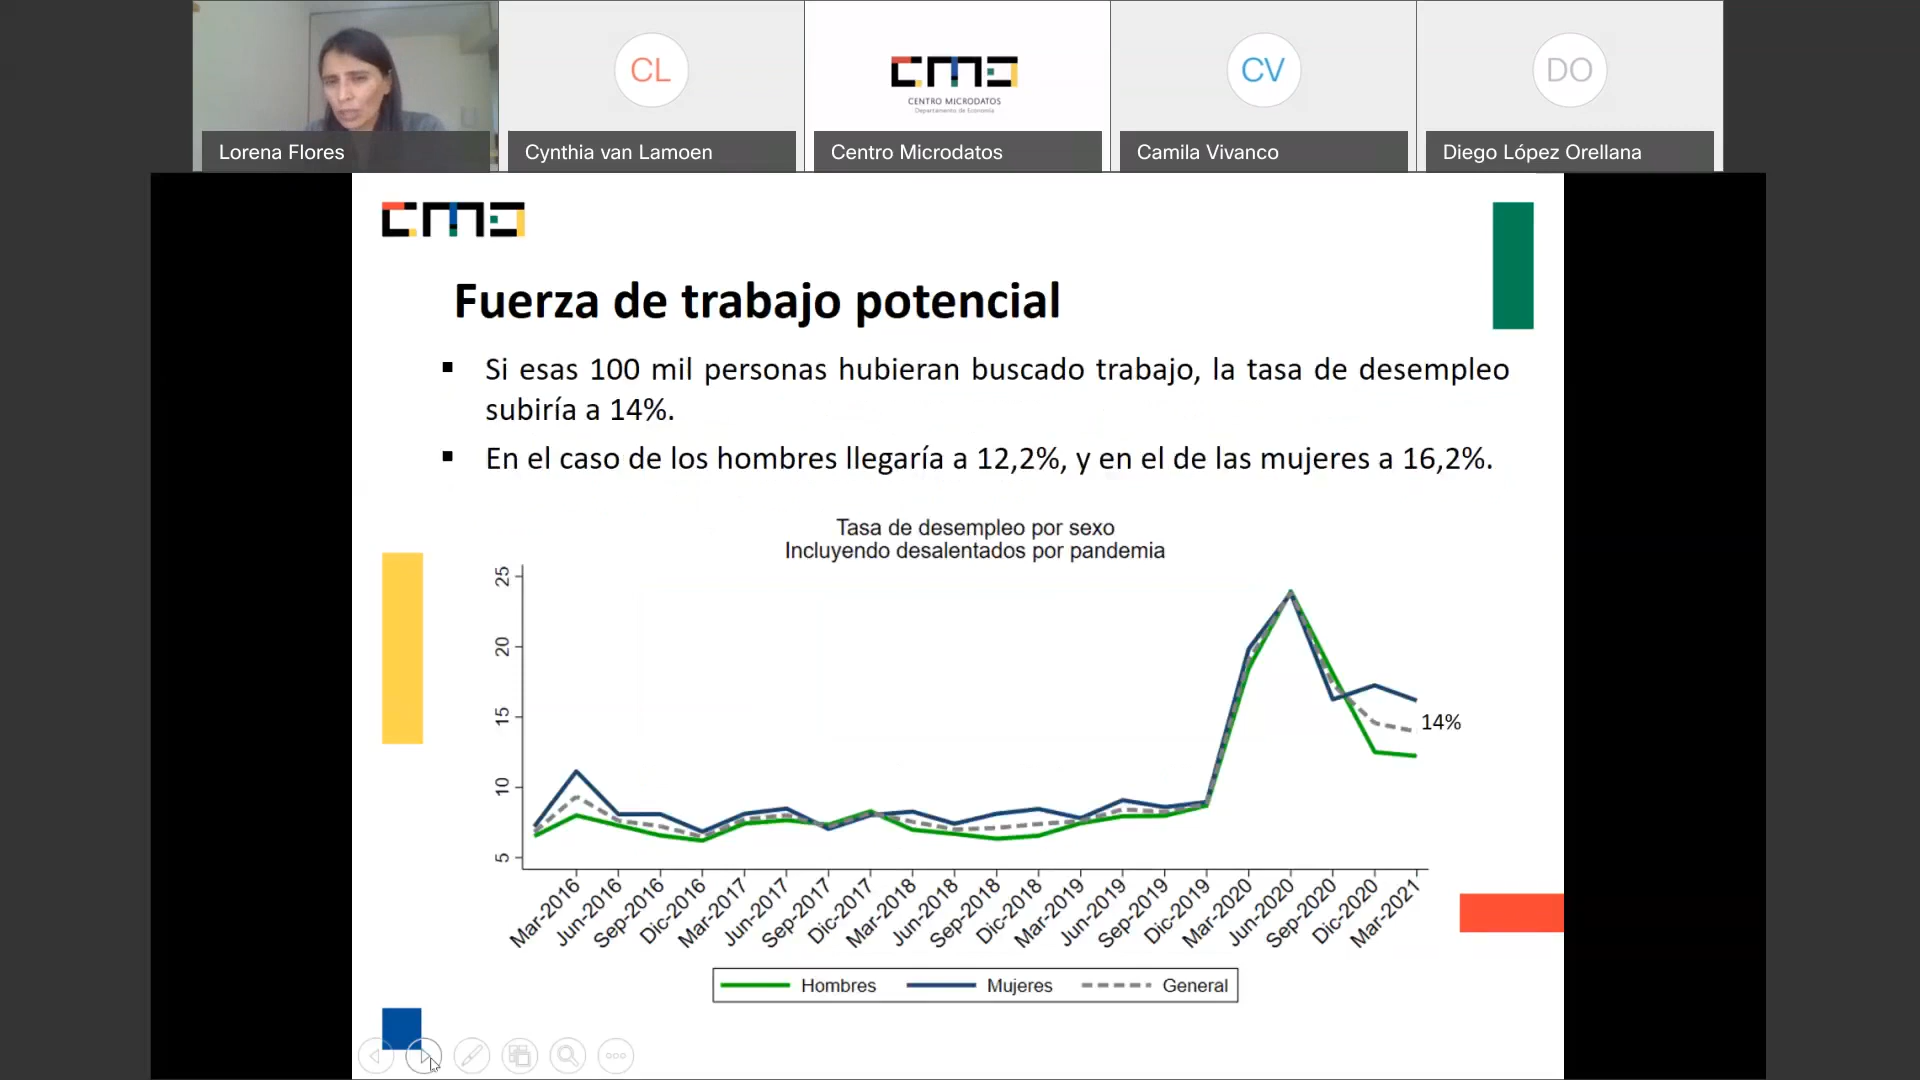 CL
CENTRO MICRODATOS
Departamento de Economía
CV
DO
Lorena Flores
Cynthia van Lamoen
Centro Microdatos
Camila Vivanco
Diego López Orellana
Fuerza de trabajo potencial
Si esas 100 mil personas hubieran buscado trabajo, la tasa de desempleo
subiría a 14%.
En el caso de los hombres llegaría a 12,2%, y en el de las mujeres a 16,2%.
Tasa de desempleo por sexo
Incluyendo desalentados por pandemia
25
20
15
10
5
14%
Mar-2016
Jun-2016
Sep-2016
Dic-2016
Mar-2017
Jun-2017
Sep-2017
Dic-2017
Mar-2018
Jun-2018
Sep-2018
Dic-2018
Mar-2019
Jun-2019
Sep-2019
Dic-2019
Mar-2020
Jun-2020
Sep-2020
Dic-2020
Mar-2021
Hombres
Mujeres
General